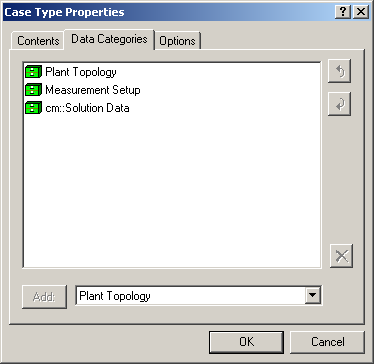 Case Type Properties
Contents Data Categories Options
Plant Topology
Measurement Setup
cm::Solution Data
Add: Plant Topology
OK Cancel